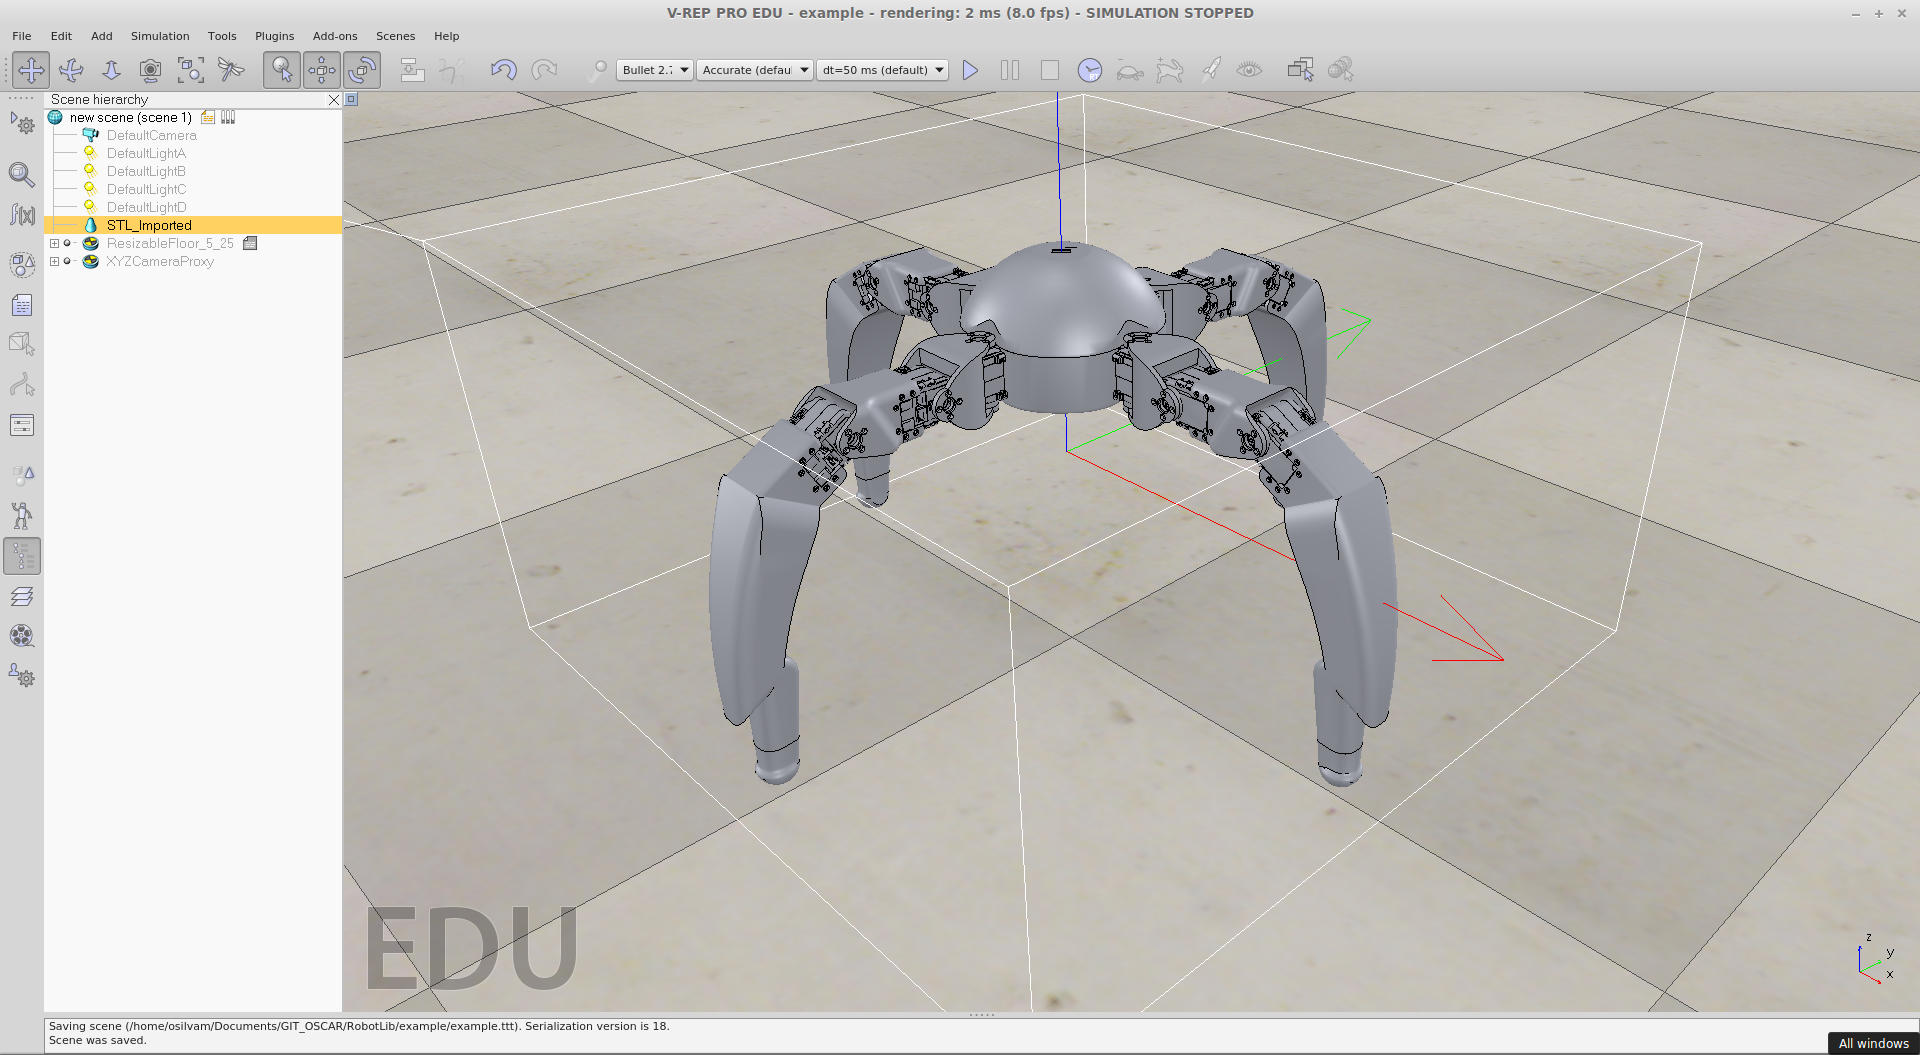 V-REP PRO EDU - example - rendering: 2 ms (8.0 fps) - SIMULATION STOPPED
File Edit Add Simulation Tools Plugins Add-ons Scenes Help
Bullet 2.7 Accurate (defau dt=50 ms (default)
Scene hierarchy
new scene (scene 1)
DefaultCamera
DefaultLightA
DefaultLightB
DefaultLightC
DefaultLightD
STL_Imported
ResizableFloor_5_25
XYZCameraProxy
f(x)
EDU
z
y
x
Saving scene (/home/osilvam/Documents/GIT_OSCAR/RobotLib/example/example.ttt). Serialization version is 18.
Scene was saved.
All windows